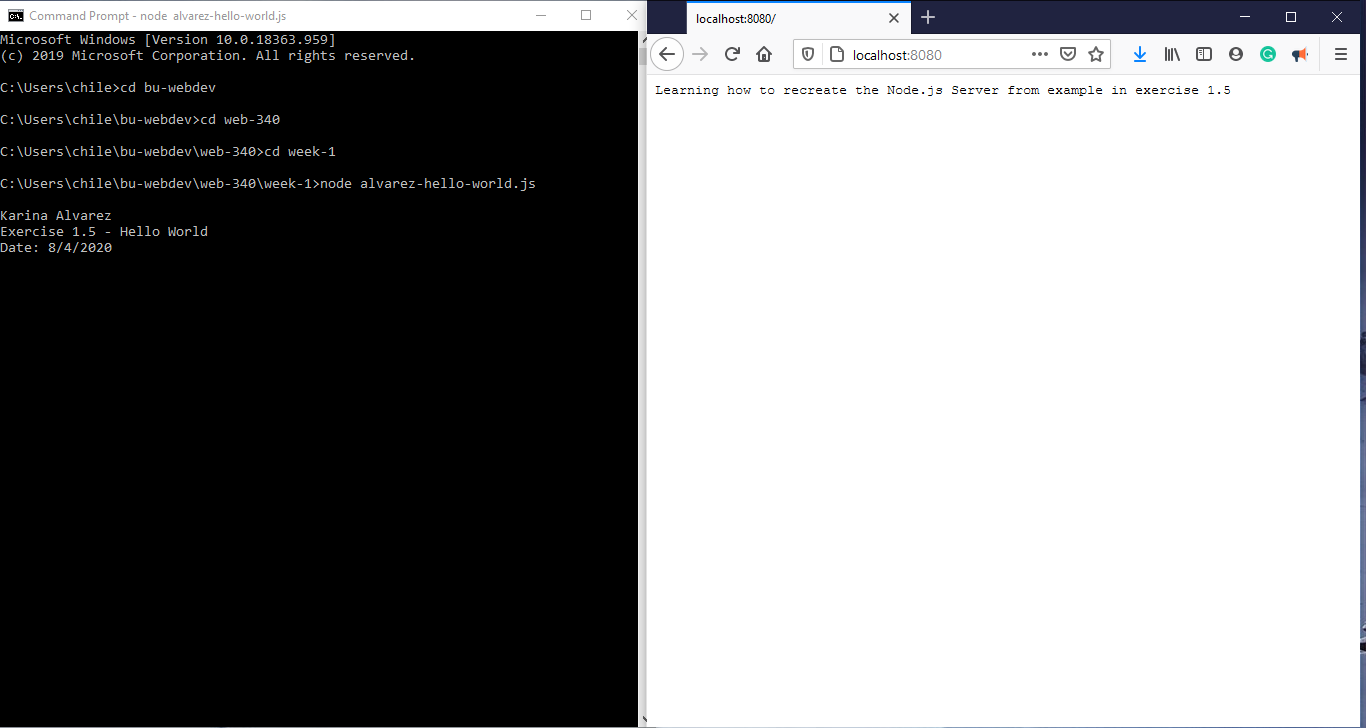 Command Prompt - node  alvarez-hello-world.js
Microsoft Windows [Version 10.0.18363.959]
(c) 2019 Microsoft Corporation. All rights reserved.
C:\Users\chile>cd bu-webdev
C:\Users\chile\bu-webdev>cd web-340
C:\Users\chile\bu-webdev\web-340>cd week-1
C:\Users\chile\bu-webdev\web-340\week-1>node alvarez-hello-world.js
Karina Alvarez
Exercise 1.5 - Hello World
Date: 8/4/2020
localhost:8080/
localhost:8080
Learning how to recreate the Node.js Server from example in exercise 1.5